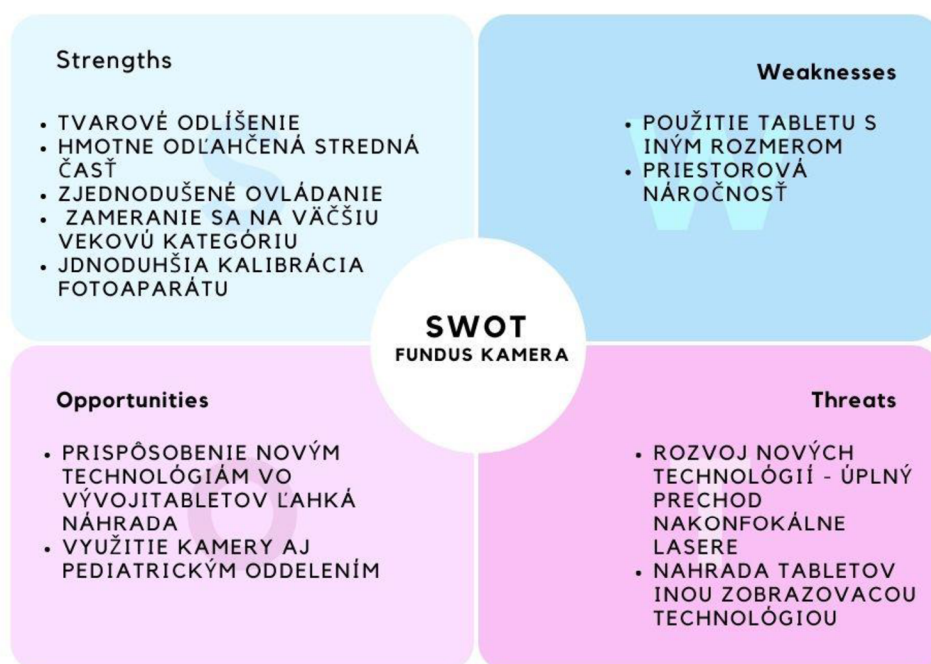 Strengths
• TVAROVÉ ODLÍŠENIE
• HMOTNE ODĽAHČENÁ STREDNÁ
ČASŤ
• ZJEDNODUŠENÉ OVLÁDANIE
• ZAMERANIE SA NA VÄČŠIU
VEKOVÚ KATEGÓRIU
• JDNODUHŠIA KALIBRÁCIA
FOTOAPARÁTU
Weaknesses
• POUŽITIE TABLETU S
INÝM ROZMEROM
• PRIESTOROVÁ
NÁROČNOSŤ
SWOT
FUNDUS KAMERA
Opportunities
• PRISPÔSOBENIE NOVÝM
TECHNOLÓGIÁM VO
VÝVOJITABLETOV ĽAHKÁ
NÁHRADA
• VYUŽITIE KAMERY AJ
PEDIATRICKÝM ODDELENÍM
Threats
• ROZVOJ NOVÝCH
TECHNOLÓGIÍ - ÚPLNÝ
PRECHOD
NAKONFOKÁLNE
LASERE
• NAHRADA TABLETOV
INOU ZOBRAZOVACOU
TECHNOLÓGIOU
S
W
O
T